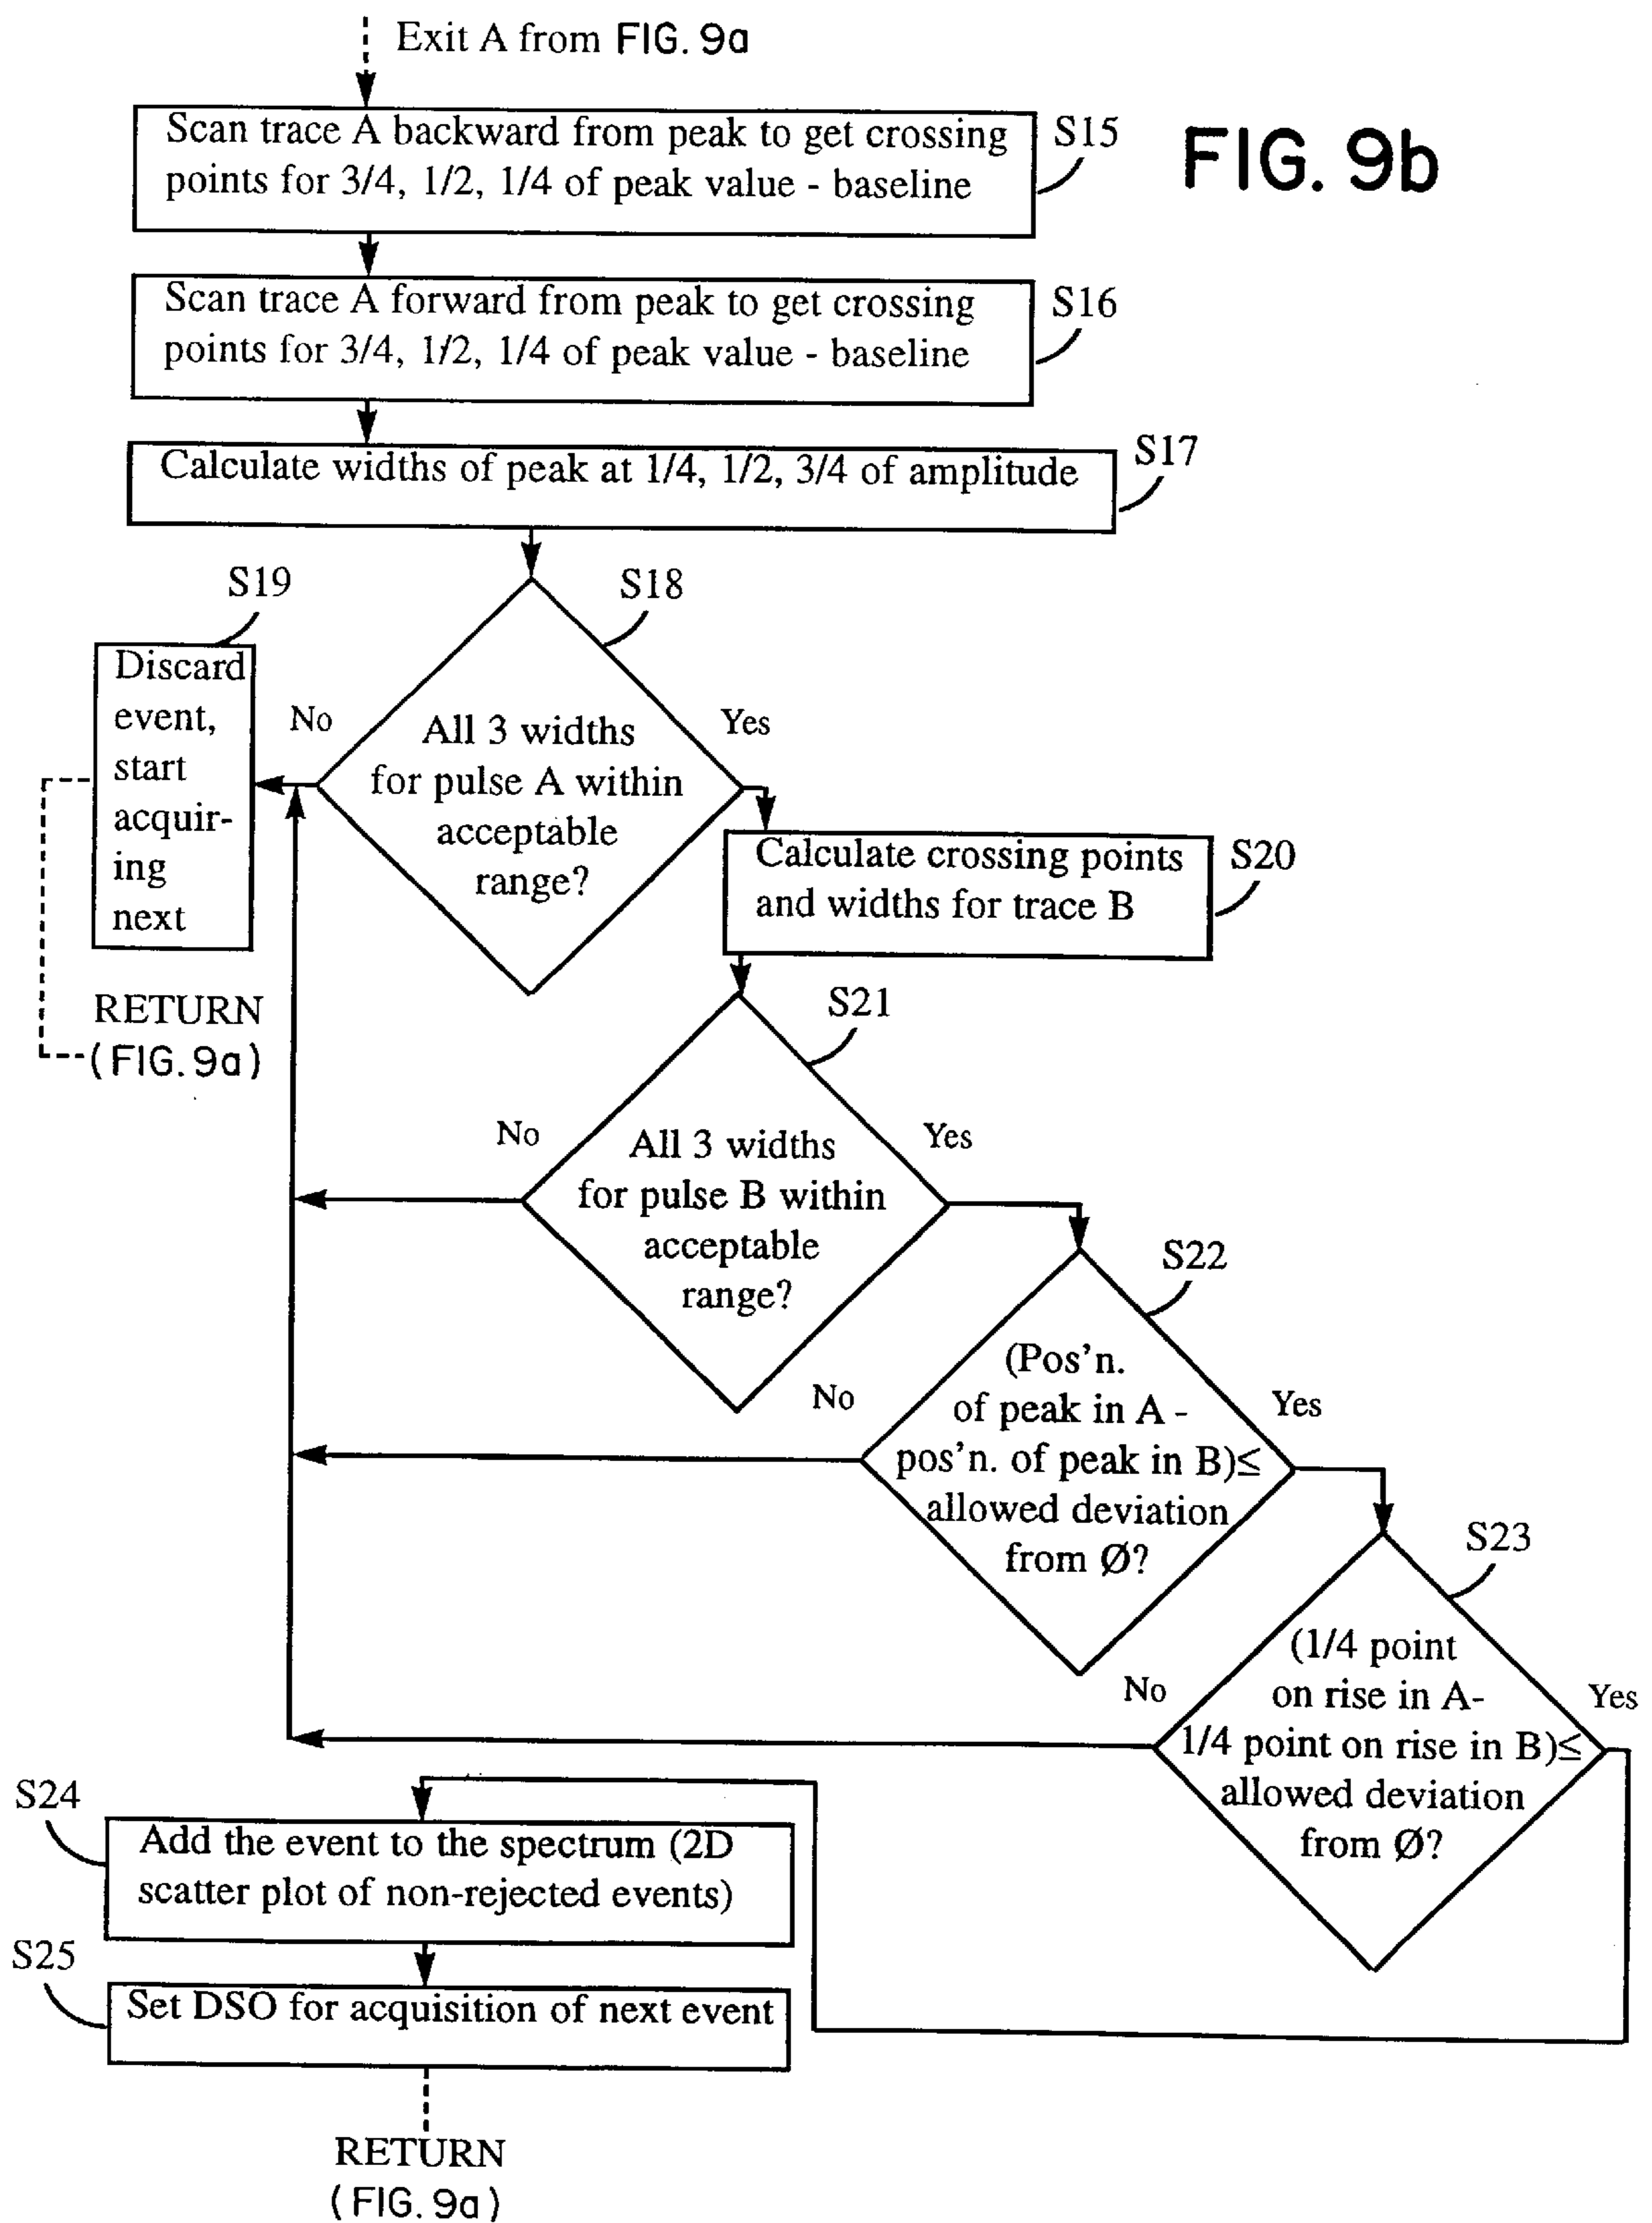 Exit A from FIG. 9a
FIG. 9b
Scan trace A backward from peak to get crossing
points for 3/4, 1/2, 1/4 of peak value - baseline
S15
Scan trace A forward from peak to get crossing
points for 3/4, 1/2, 1/4 of peak value - baseline
S16
Calculate widths of peak at 1/4, 1/2, 3/4 of amplitude
S17
S19
S18
Discard
event,
start
acquir-
ing
next
No
All 3 widths
for pulse A within
acceptable
range?
Yes
Calculate crossing points
and widths for trace B
S20
RETURN
(FIG. 9a)
S21
No
All 3 widths
for pulse B within
acceptable
range?
Yes
S22
No
(Pos'n.
of peak in A -
pos'n. of peak in B)≤
allowed deviation
from Ø?
Yes
S23
No
(1/4 point
on rise in A-
1/4 point on rise in B)≤
allowed deviation
from Ø?
Yes
S24
Add the event to the spectrum (2D
scatter plot of non-rejected events)
S25
Set DSO for acquisition of next event
RETURN
(FIG. 9a)